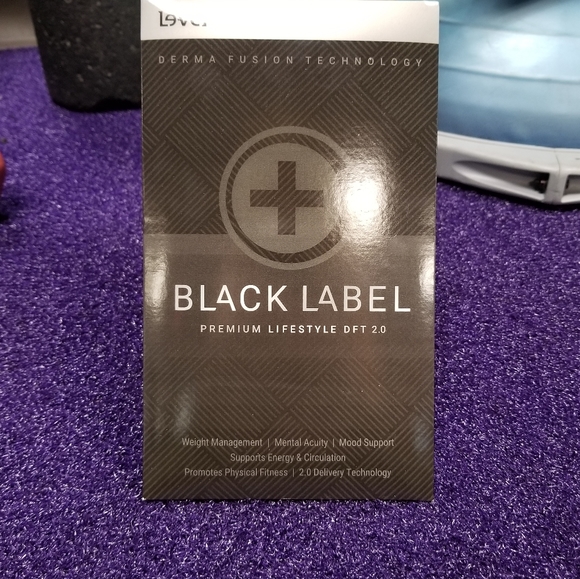 DERMA FUSION TECHNOLOGY
BLACK LABEL
PREMIUM LIFESTYLE DFT 2.0
Weight Management | Mental Acuity | Mood Support
Supports Energy & Circulation
Promotes Physical Fitness | 2.0 Delivery Technology